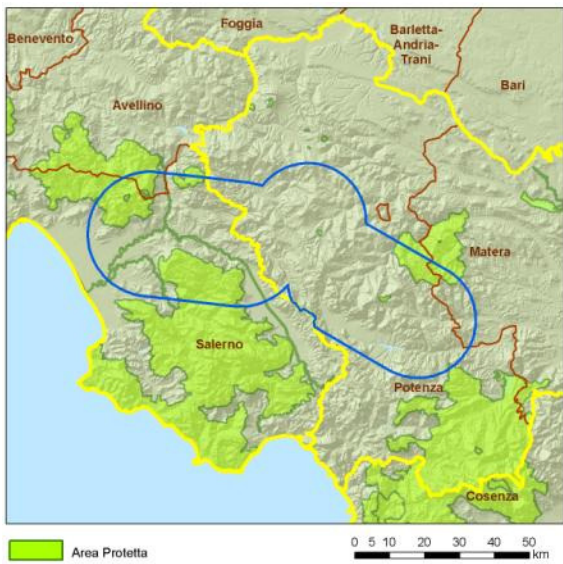 Foggia
Benevento
Barletta-
Andria-
Trani
Bari
Avellino
Matera
Salerno
Potenza
Cosenza
Area Protetta
0 5 10 20 30 40 50
km